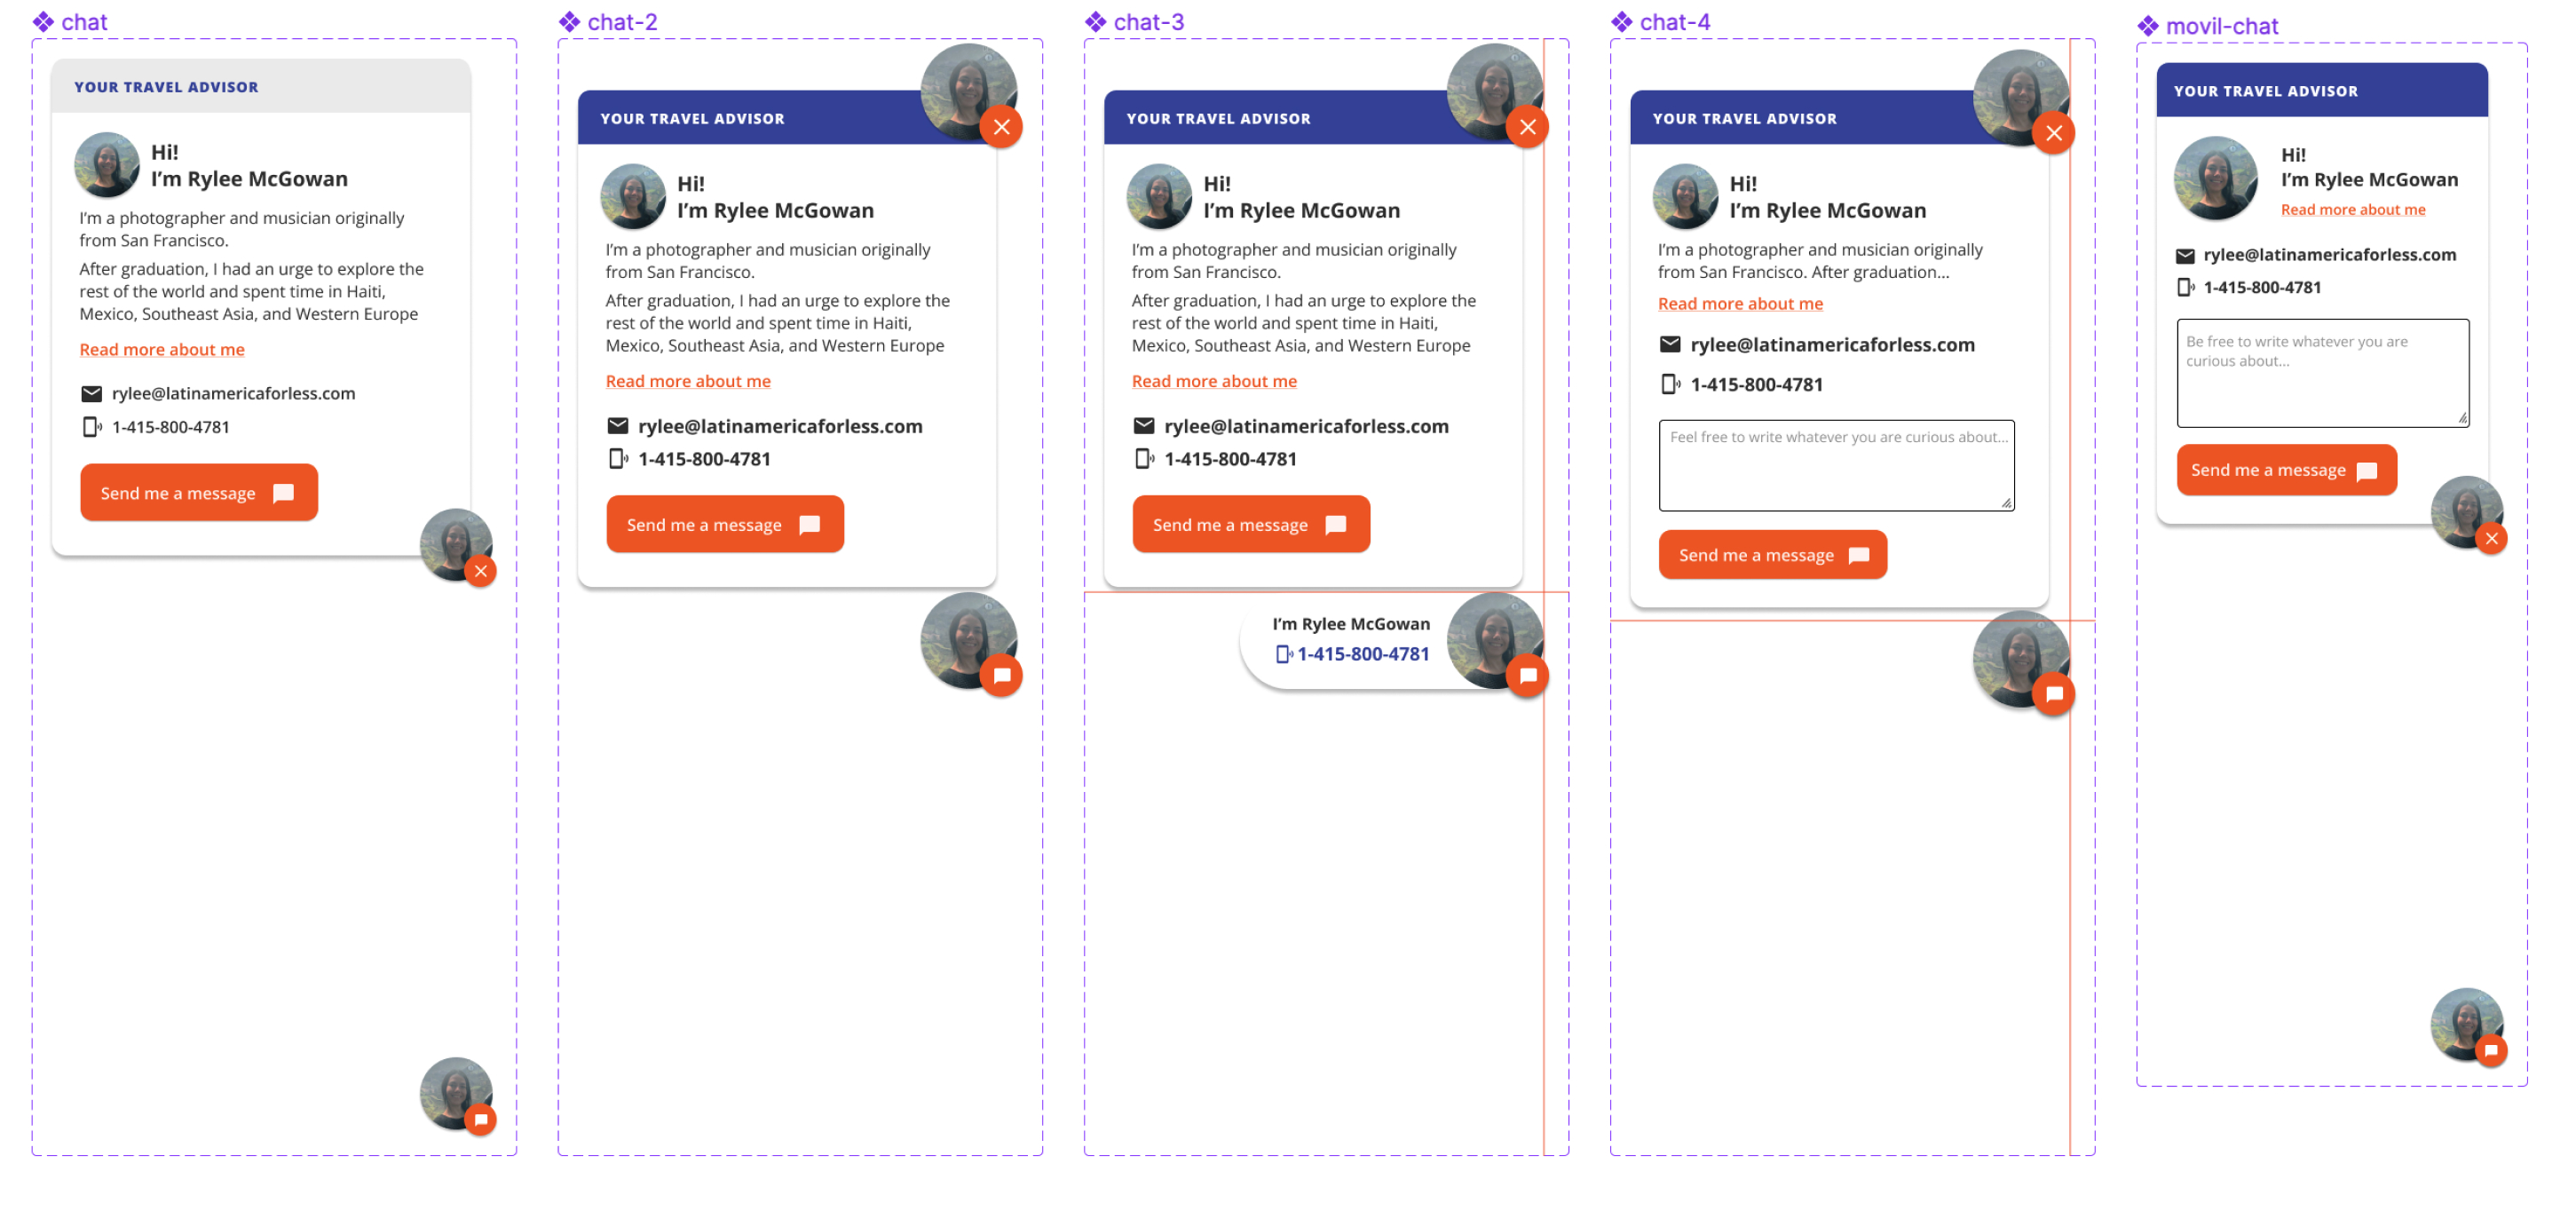 chat
YOUR TRAVEL ADVISOR
Hi!
I'm Rylee McGowan
I'm a photographer and musician originally
from San Francisco.
After graduation, I had an urge to explore the
rest of the world and spent time in Haiti,
Mexico, Southeast Asia, and Western Europe
Read more about me
rylee@latinamericaforless.com
1-415-800-4781
Send me a message
chat-2
YOUR TRAVEL ADVISOR
Hi!
I'm Rylee McGowan
I'm a photographer and musician originally
from San Francisco.
After graduation, I had an urge to explore the
rest of the world and spent time in Haiti,
Mexico, Southeast Asia, and Western Europe
Read more about me
rylee@latinamericaforless.com
1-415-800-4781
Send me a message
chat-3
YOUR TRAVEL ADVISOR
Hi!
I'm Rylee McGowan
I'm a photographer and musician originally
from San Francisco.
After graduation, I had an urge to explore the
rest of the world and spent time in Haiti,
Mexico, Southeast Asia, and Western Europe
Read more about me
rylee@latinamericaforless.com
1-415-800-4781
Send me a message
I'm Rylee McGowan
1-415-800-4781
chat-4
YOUR TRAVEL ADVISOR
Hi!
I'm Rylee McGowan
I'm a photographer and musician originally
from San Francisco. After graduation...
Read more about me
rylee@latinamericaforless.com
1-415-800-4781
Feel free to write whatever you are curious about...
Send me a message
movil-chat
YOUR TRAVEL ADVISOR
Hi!
I'm Rylee McGowan
Read more about me
rylee@latinamericaforless.com
1-415-800-4781
Be free to write whatever you are
curious about...
Send me a message